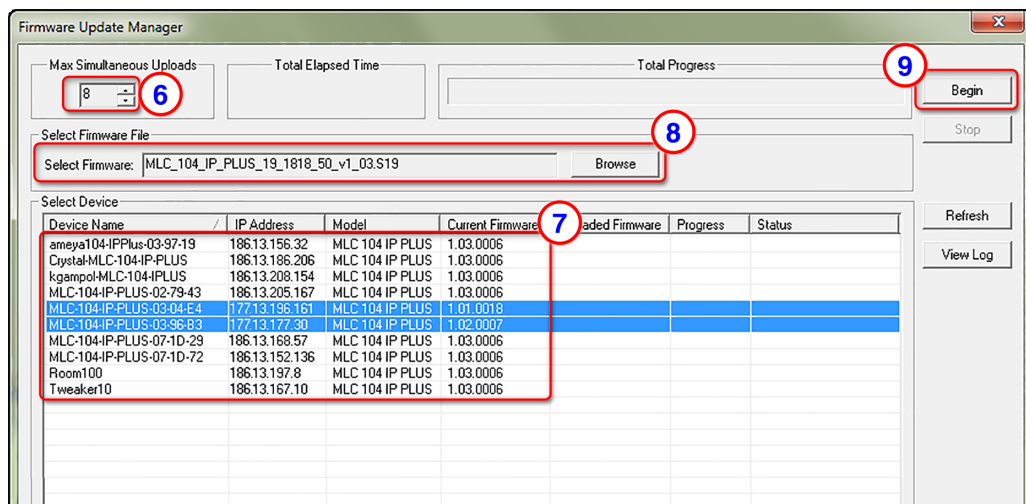 Firmware Update Manager
Max Simultaneous Uploads Total Elapsed Time Total Progress 9
8 6 Begin
Stop
Select Firmware File 8
Select Firmware: MLC_104_IP_PLUS_19_1818_50_v1_03.S19 Browse
Select Device 7
Device Name IP Address Model Current Firmware aded Firmware Progress Status Refresh
ameya104-IPPlus-03-97-19 186.13.156.32 MLC 104 IP PLUS 1.03.0006
Crystal-MLC-104-IP-PLUS 186.13.186.206 MLC 104 IP PLUS 1.03.0006 View Log
kgampol-MLC-104-IPLUS 186.13.208.154 MLC 104 IP PLUS 1.03.0006
MLC-104-IP-PLUS-02-79-43 186.13.205.167 MLC 104 IP PLUS 1.03.0006
MLC-104-IP-PLUS-03-04-E4 177.13.196.161 MLC 104 IP PLUS 1.01.0018
MLC-104-IP-PLUS-03-96-B3 177.13.177.30 MLC 104 IP PLUS 1.02.0007
MLC-104-IP-PLUS-07-1D-29 186.13.168.57 MLC 104 IP PLUS 1.03.0006
MLC-104-IP-PLUS-07-1D-72 186.13.152.136 MLC 104 IP PLUS 1.03.0006
Room100 186.13.197.8 MLC 104 IP PLUS 1.03.0006
Tweaker10 186.13.167.10 MLC 104 IP PLUS 1.03.0006